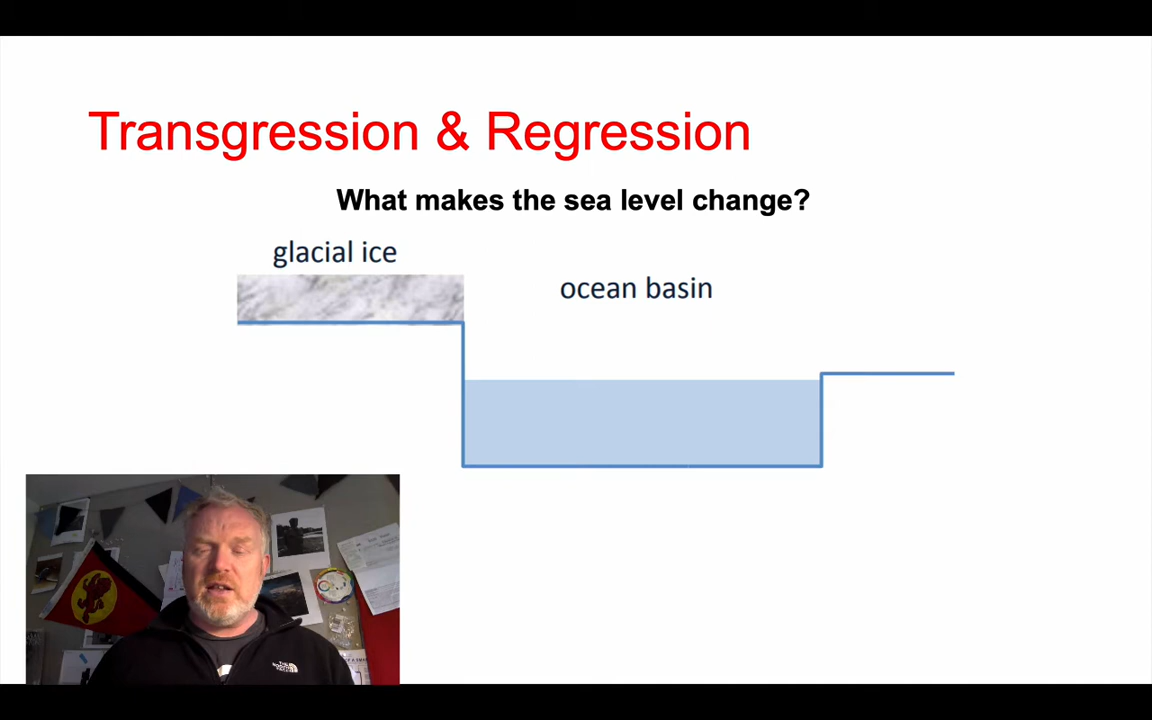 Transgression & Regression
What makes the sea level change?
glacial ice
ocean basin